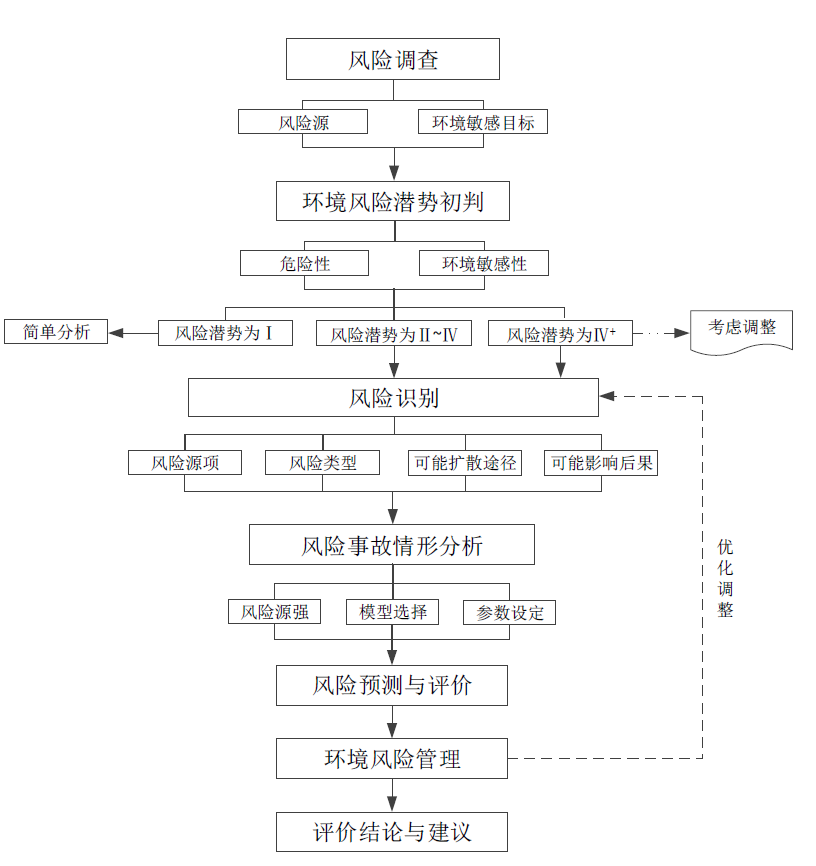 风险调查
风险源
环境敏感目标
环境风险潜势初判
危险性
环境敏感性
简单分析
风险潜势为Ⅰ
风险潜势为Ⅱ~Ⅳ
风险潜势为Ⅳ⁺
考虑调整
风险识别
风险源项
风险类型
可能扩散途径
可能影响后果
风险事故情形分析
优化调整
风险源强
模型选择
参数设定
风险预测与评价
环境风险管理
评价结论与建议